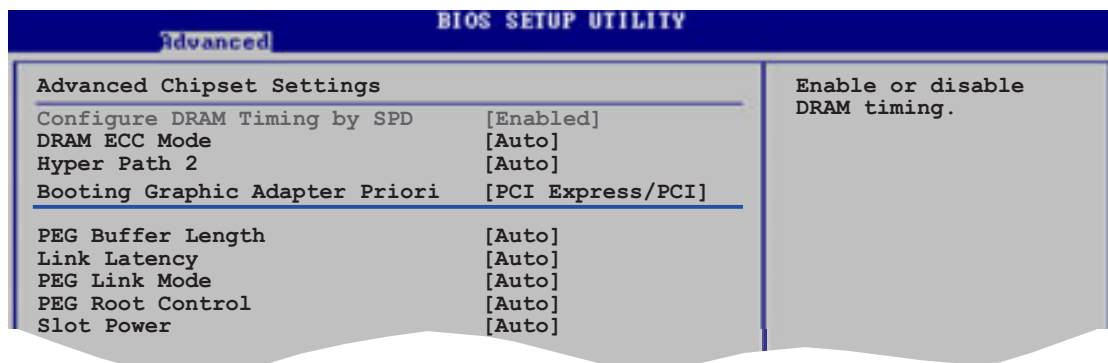 BIOS SETUP UTILITY
Advanced
Advanced Chipset Settings
Configure DRAM Timing by SPD [Enabled]
DRAM ECC Mode [Auto]
Hyper Path 2 [Auto]
Booting Graphic Adapter Priori [PCI Express/PCI]
PEG Buffer Length [Auto]
Link Latency [Auto]
PEG Link Mode [Auto]
PEG Root Control [Auto]
Slot Power [Auto]
Enable or disable
DRAM timing.